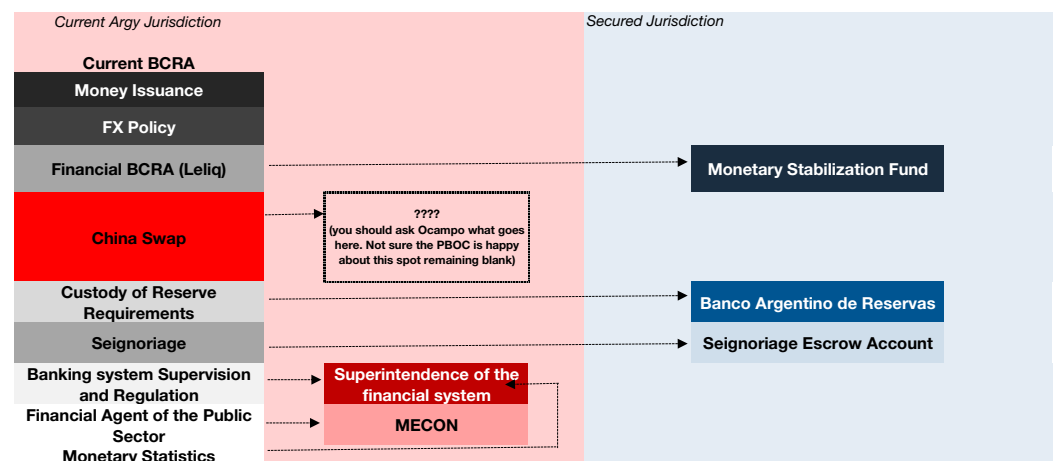 Current Argy Jurisdiction
Secured Jurisdiction
Current BCRA
Money Issuance
FX Policy
Financial BCRA (Leliq)
Monetary Stabilization Fund
China Swap
????
(you should ask Ocampo what goes
here. Not sure the PBOC is happy
about this spot remaining blank)
Custody of Reserve
Requirements
Banco Argentino de Reservas
Seignoriage
Seignoriage Escrow Account
Banking system Supervision
and Regulation
Superintendence of the
financial system
Financial Agent of the Public
Sector
MECON
Monetary Statistics